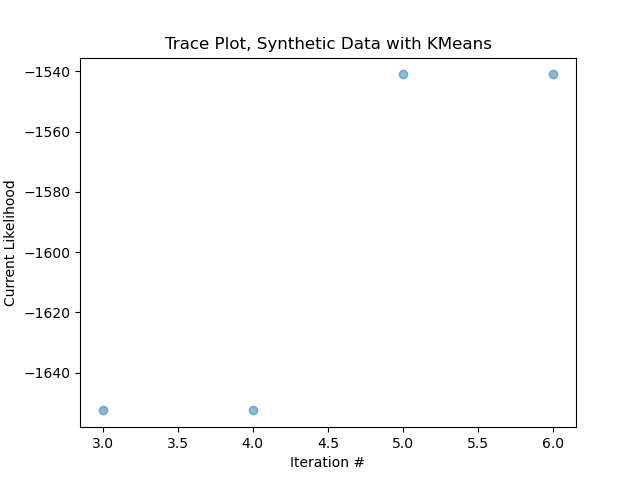 Trace Plot, Synthetic Data with KMeans
Current Likelihood
−1540
−1560
−1580
−1600
−1620
−1640
3.0 3.5 4.0 4.5 5.0 5.5 6.0
Iteration #